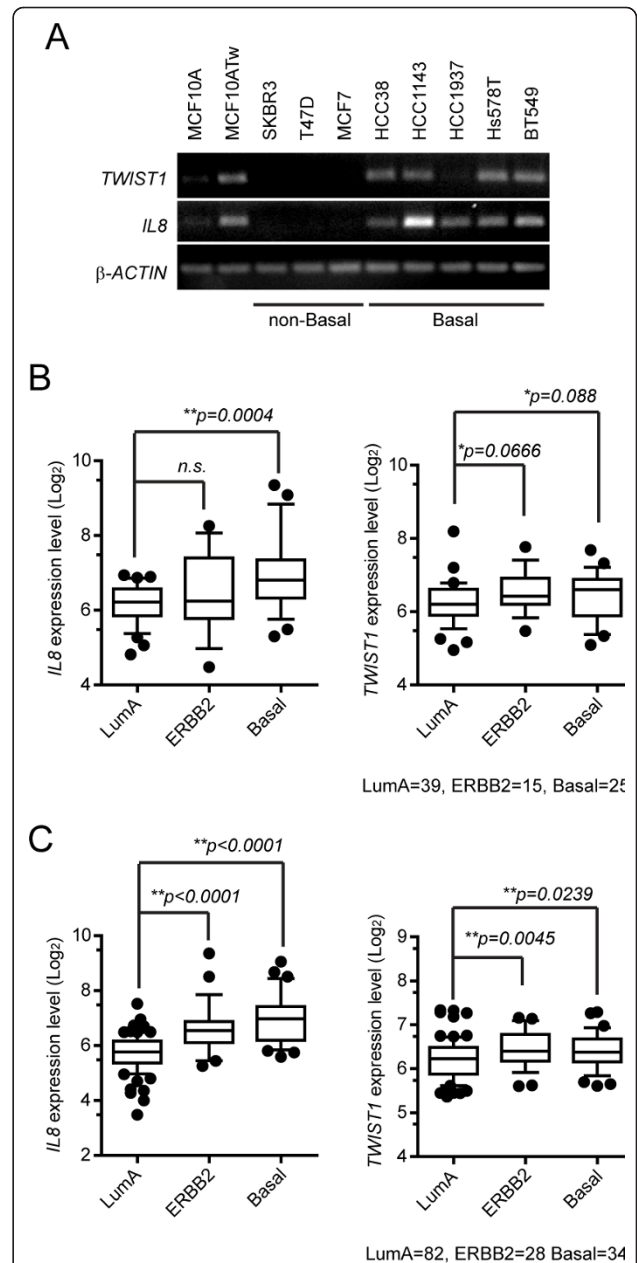 A
MCF10A
MCF10ATw
SKBR3
T47D
MCF7
HCC38
HCC1143
HCC1937
Hs578T
BT549
TWIST1
IL8
β-ACTIN
non-Basal
Basal
B
**p=0.0004
n.s.
IL8 expression level (Log2)
10
8
6
4
LumA
ERBB2
Basal
*p=0.088
*p=0.0666
TWIST1 expression level (Log2)
10
8
6
4
LumA
ERBB2
Basal
LumA=39, ERBB2=15, Basal=25
C
**p<0.0001
**p<0.0001
IL8 expression level (Log2)
10
8
6
4
2
LumA
ERBB2
Basal
**p=0.0239
**p=0.0045
TWIST1 expression level (Log2)
9
7
6
5
4
LumA
ERBB2
Basal
LumA=82, ERBB2=28 Basal=34